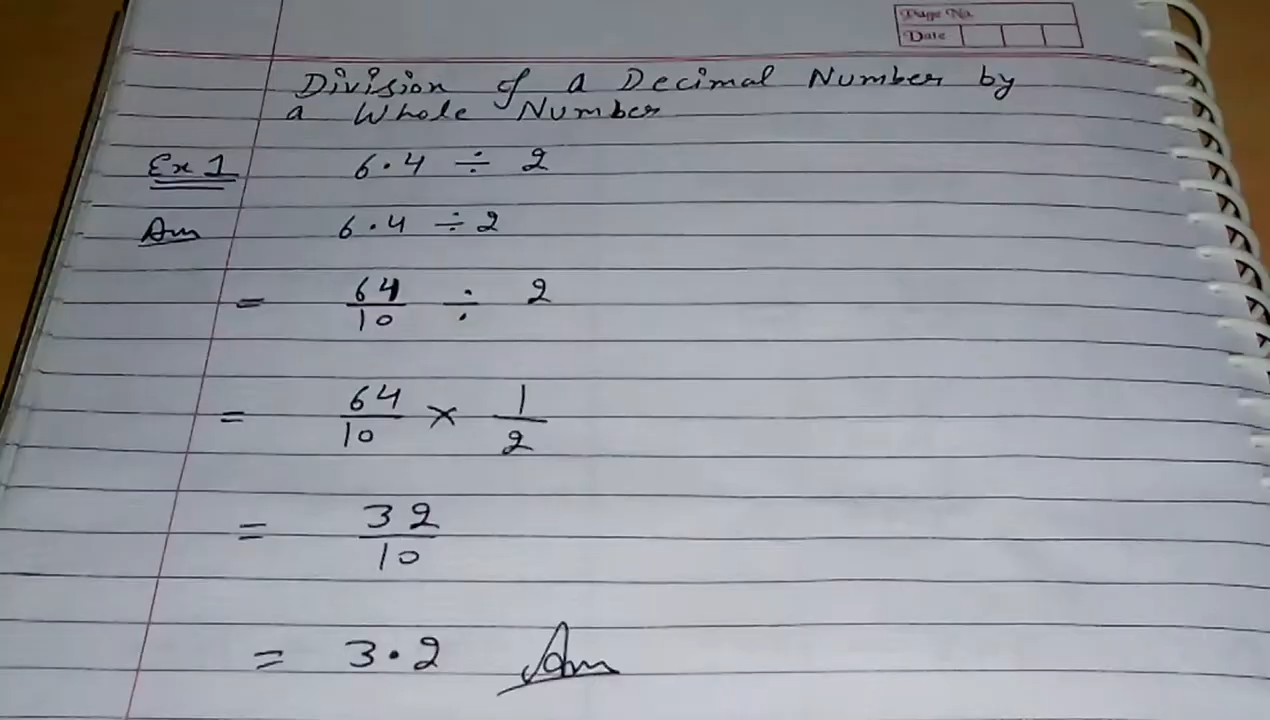 Page No.
Date
Division of a Decimal Number by
a Whole Number
Ex 1 6.4 ÷ 2
Ans 6.4 ÷ 2
= 64/10 ÷ 2
= 64/10 × 1/2
= 32/10
= 3.2 Ans